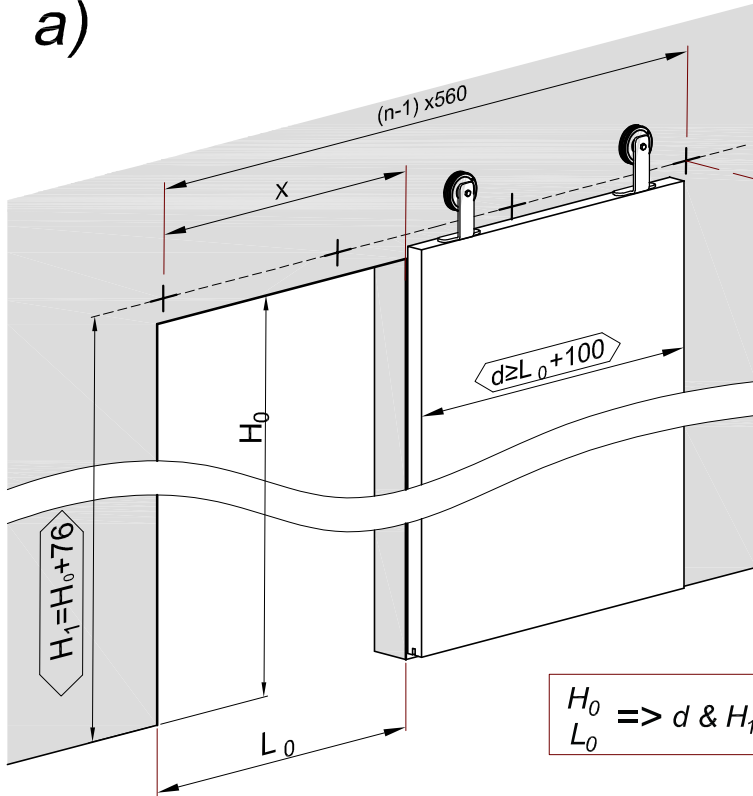 a)
(n-1) x560
x
d≥L₀+100
H₀
H₁=H₀+76
L₀
H₀
L₀
=> d & H₁